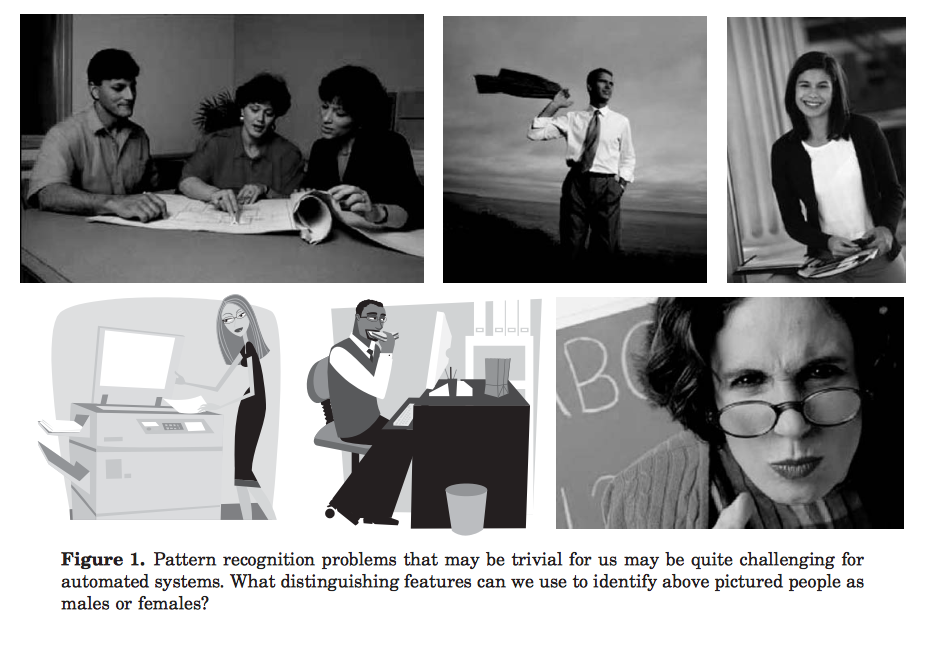 ABC
Figure 1. Pattern recognition problems that may be trivial for us may be quite challenging for
automated systems. What distinguishing features can we use to identify above pictured people as
males or females?